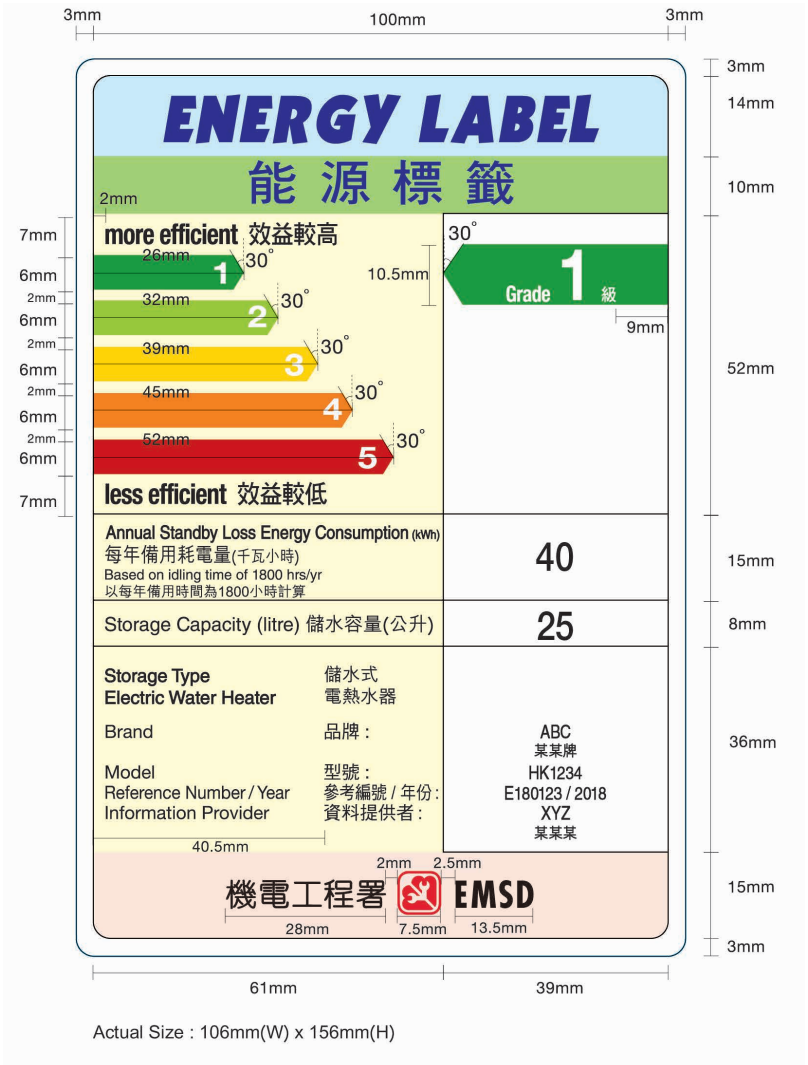 3mm 100mm 3mm
3mm
ENERGY LABEL
14mm
能源標籤
10mm
2mm
7mm
more efficient 效益較高
30°
26mm
1
30°
6mm
10.5mm
Grade 1 級
2mm
32mm
2
30°
6mm
9mm
2mm
39mm
3
30°
6mm
52mm
2mm
45mm
4
30°
6mm
2mm
52mm
5
30°
6mm
less efficient 效益較低
7mm
Annual Standby Loss Energy Consumption (kWh)
每年備用耗電量(千瓦小時)
Based on idling time of 1800 hrs/yr
以每年備用時間為1800小時計算
40
15mm
Storage Capacity (litre) 儲水容量(公升)
25
8mm
Storage Type 儲水式
Electric Water Heater 電熱水器
Brand 品牌 : ABC
某某牌
36mm
Model 型號 : HK1234
Reference Number / Year 參考編號 / 年份 : E180123 / 2018
Information Provider 資料提供者 : XYZ
某某某
40.5mm
2mm 2.5mm
機電工程署 EMSD
15mm
28mm 7.5mm 13.5mm
3mm
61mm 39mm
Actual Size : 106mm(W) x 156mm(H)